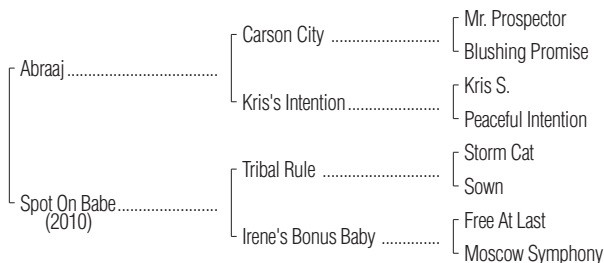 Mr. Prospector
Carson City ........................
Blushing Promise
Abraaj .................................
Kris S.
Kris's Intention ....................
Peaceful Intention
Storm Cat
Tribal Rule ..........................
Sown
Spot On Babe......................
(2010)
Free At Last
Irene's Bonus Baby .............
Moscow Symphony